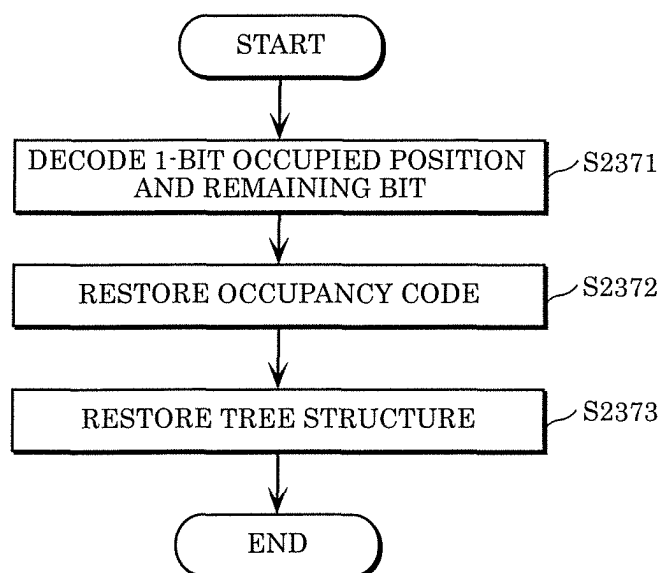 START
DECODE 1-BIT OCCUPIED POSITION
AND REMAINING BIT
S2371
RESTORE OCCUPANCY CODE
S2372
RESTORE TREE STRUCTURE
S2373
END